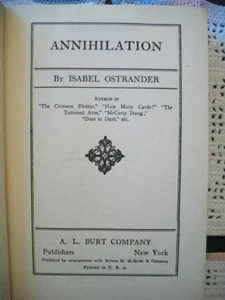 ANNIHILATION
By ISABEL OSTRANDER
Author of
"The Crimson Blotter," "How Many Cards?" "The
Tattooed Arm," "McCarty Incog.,"
"Dust to Dust," etc.
A. L. BURT COMPANY
Publishers New York
Published by arrangement with Robert M. McBride & Company
Printed in U. S. A.